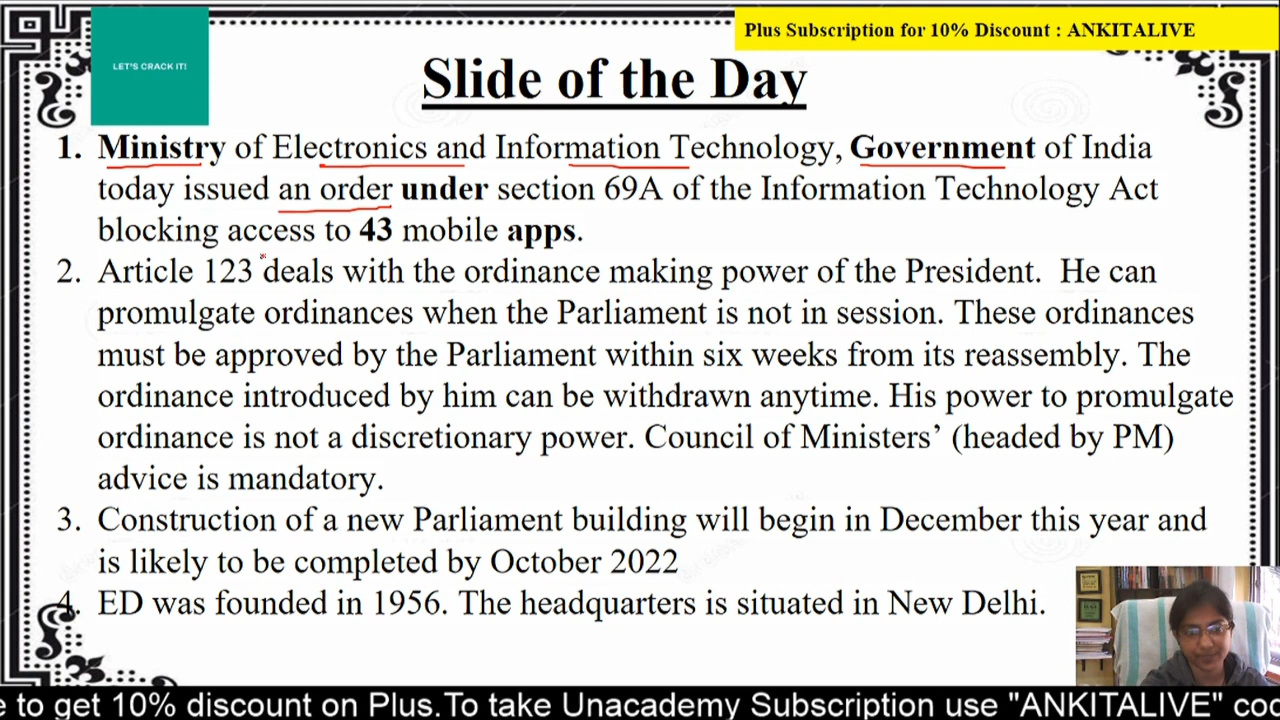 Plus Subscription for 10% Discount : ANKITALIVE
LET'S CRACK IT!
Slide of the Day
1. Ministry of Electronics and Information Technology, Government of India
today issued an order under section 69A of the Information Technology Act
blocking access to 43 mobile apps.
2. Article 123 deals with the ordinance making power of the President. He can
promulgate ordinances when the Parliament is not in session. These ordinances
must be approved by the Parliament within six weeks from its reassembly. The
ordinance introduced by him can be withdrawn anytime. His power to promulgate
ordinance is not a discretionary power. Council of Ministers’ (headed by PM)
advice is mandatory.
3. Construction of a new Parliament building will begin in December this year and
is likely to be completed by October 2022
4. ED was founded in 1956. The headquarters is situated in New Delhi.
e to get 10% discount on Plus.To take Unacademy Subscription use "ANKITALIVE" coc